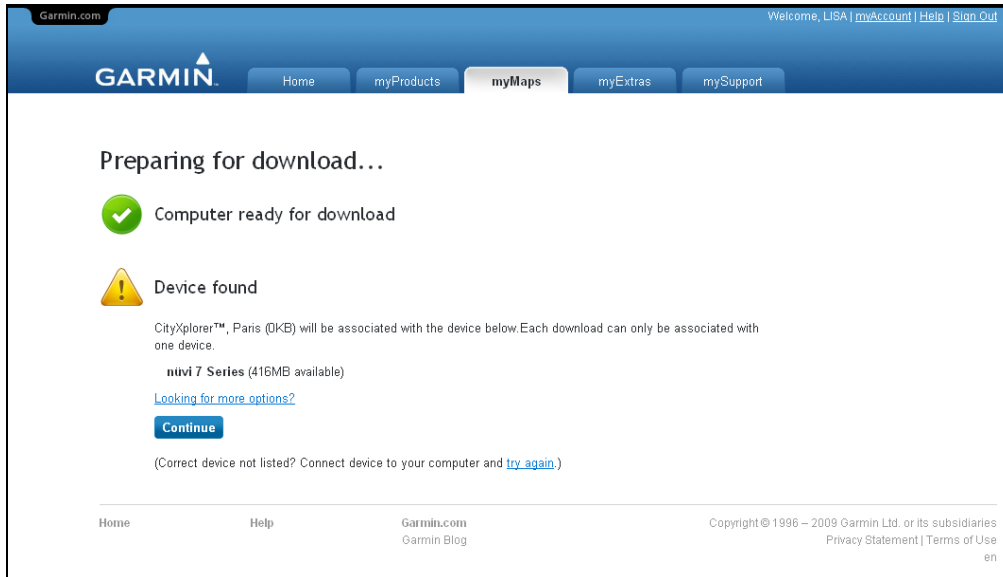 Garmin.com
Welcome, LISA | myAccount | Help | Sign Out
GARMIN
Home myProducts myMaps myExtras mySupport
Preparing for download...
Computer ready for download
Device found
CityXplorer™, Paris (0KB) will be associated with the device below.Each download can only be associated with
one device.
nüvi 7 Series (416MB available)
Looking for more options?
Continue
(Correct device not listed? Connect device to your computer and try again.)
Home Help Garmin.com Copyright © 1996 – 2009 Garmin Ltd. or its subsidiaries
Garmin Blog Privacy Statement | Terms of Use
en